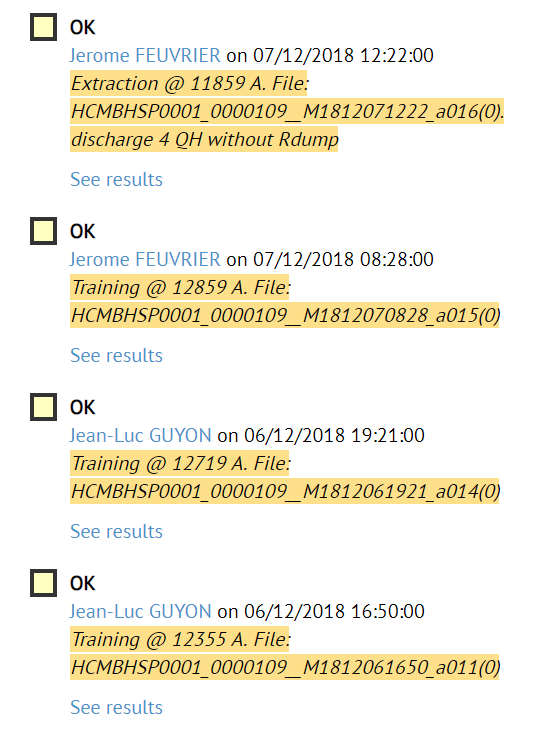 OK
Jerome FEUVRIER on 07/12/2018 12:22:00
Extraction @ 11859 A. File:
HCMBHSP0001_0000109__M1812071222_a016(0).
discharge 4 QH without Rdump
See results
OK
Jerome FEUVRIER on 07/12/2018 08:28:00
Training @ 12859 A. File:
HCMBHSP0001_0000109__M1812070828_a015(0)
See results
OK
Jean-Luc GUYON on 06/12/2018 19:21:00
Training @ 12719 A. File:
HCMBHSP0001_0000109__M1812061921_a014(0)
See results
OK
Jean-Luc GUYON on 06/12/2018 16:50:00
Training @ 12355 A. File:
HCMBHSP0001_0000109__M1812061650_a011(0)
See results